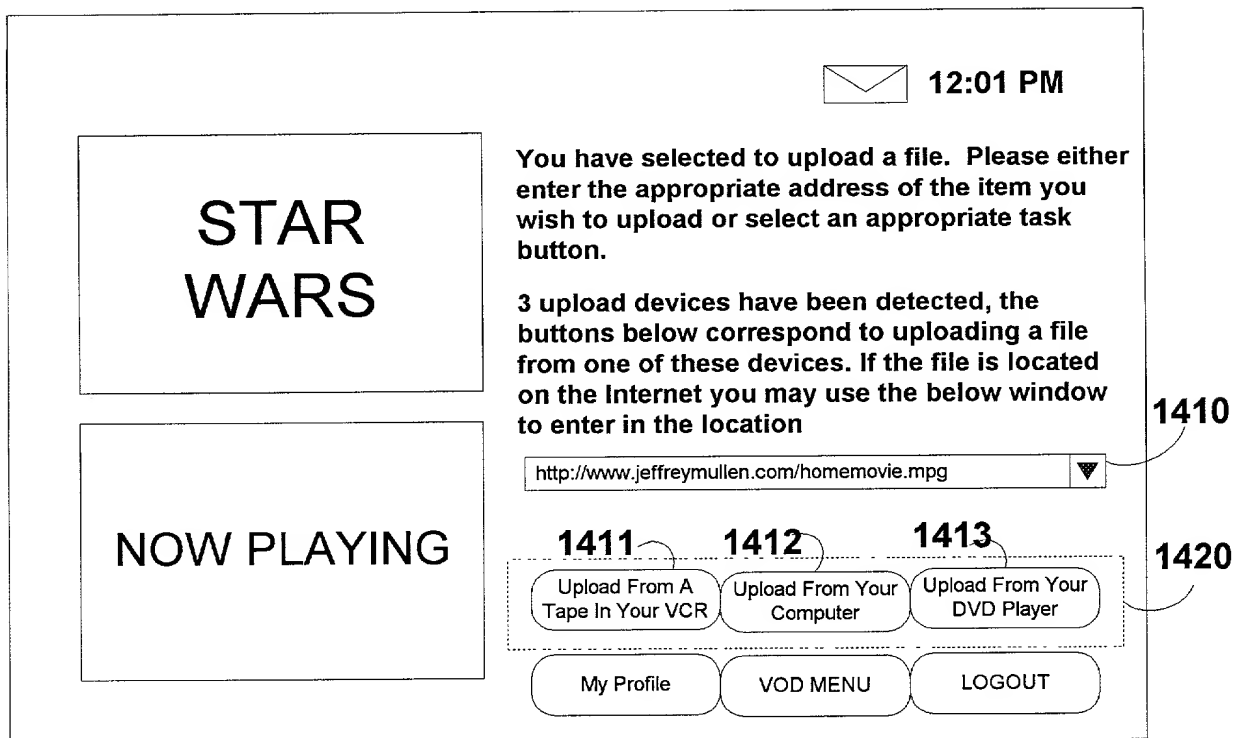 12:01 PM
STAR
WARS
You have selected to upload a file. Please either
enter the appropriate address of the item you
wish to upload or select an appropriate task
button.
3 upload devices have been detected, the
buttons below correspond to uploading a file
from one of these devices. If the file is located
on the Internet you may use the below window
to enter in the location
1410
http://www.jeffreymullen.com/homemovie.mpg
NOW PLAYING
1411
1412
1413
1420
Upload From A
Tape In Your VCR
Upload From Your
Computer
Upload From Your
DVD Player
My Profile
VOD MENU
LOGOUT